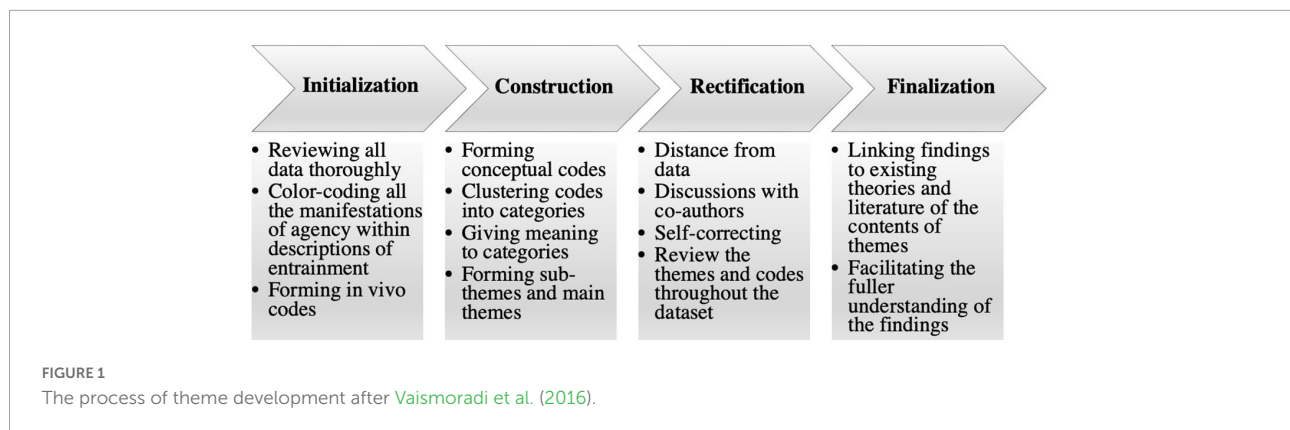 Initialization
Construction
Rectification
Finalization
• Reviewing all
data thoroughly
• Color-coding all
the manifestations
of agency within
descriptions of
entrainment
• Forming in vivo
codes
• Forming
conceptual codes
• Clustering codes
into categories
• Giving meaning
to categories
• Forming sub-
themes and main
themes
• Distance from
data
• Discussions with
co-authors
• Self-correcting
• Review the
themes and codes
throughout the
dataset
• Linking findings
to existing
theories and
literature of the
contents of
themes
• Facilitating the
fuller
understanding of
the findings
FIGURE 1
The process of theme development after Vaismoradi et al. (2016).